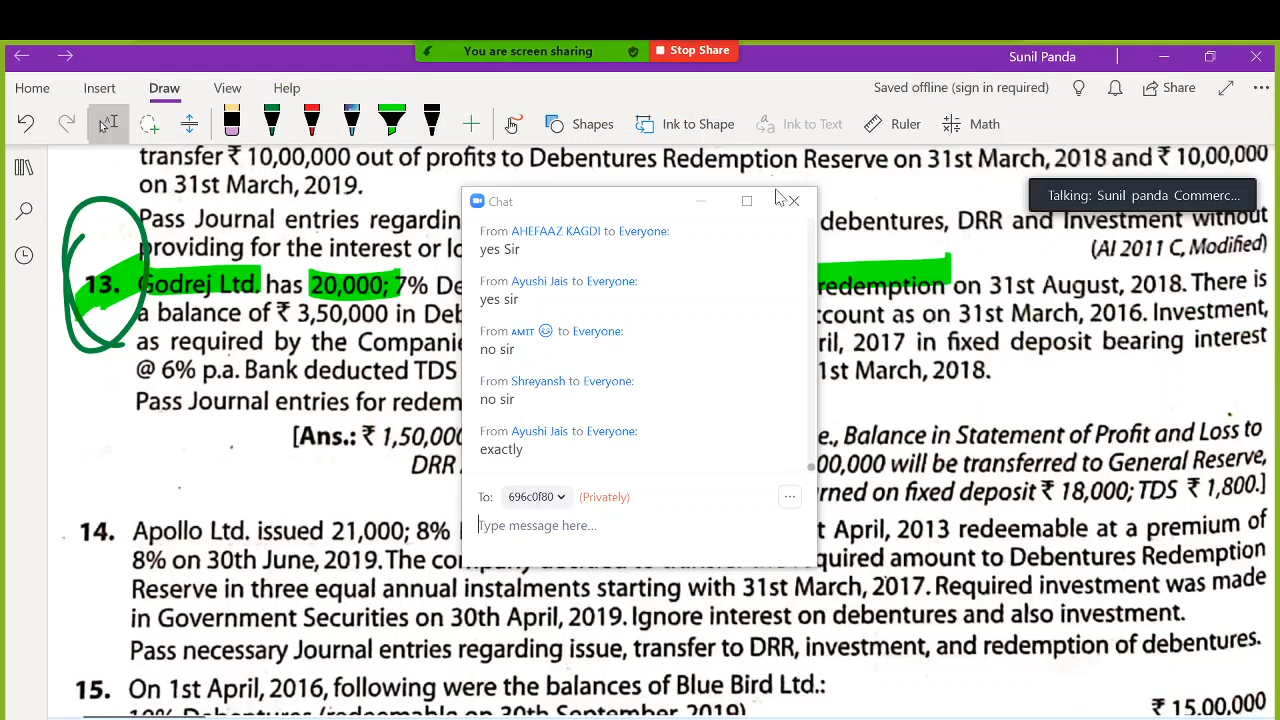 You are screen sharing
Stop Share
Sunil Panda
Home Insert Draw View Help
Saved offline (sign in required)
Share
Shapes
Ink to Shape
Ink to Text
Ruler
Math
transfer ₹ 10,00,000 out of profits to Debentures Redemption Reserve on 31st March, 2018 and ₹ 10,00,000
on 31st March, 2019.
Talking: Sunil panda Commerc...
Pass Journal entries regardin debentures, DRR and Investment without
providing for the interest or lo (AI 2011 C, Modified)
13. Godrej Ltd. has 20,000; 7% De redemption on 31st August, 2018. There is
a balance of ₹ 3,50,000 in Deb count as on 31st March, 2016. Investment,
as required by the Companie ril, 2017 in fixed deposit bearing interest
@ 6% p.a. Bank deducted TDS 1st March, 2018.
Pass Journal entries for redem
[Ans.: ₹ 1,50,000 e., Balance in Statement of Profit and Loss to
DRR 00,000 will be transferred to General Reserve,
rned on fixed deposit ₹ 18,000; TDS ₹ 1,800.]
Chat
From AHEFAAZ KAGDI to Everyone:
yes Sir
From Ayushi Jais to Everyone:
yes sir
From AMIT 😊 to Everyone:
no sir
From Shreyansh to Everyone:
no sir
From Ayushi Jais to Everyone:
exactly
To: 696c0f80 (Privately)
Type message here...
14. Apollo Ltd. issued 21,000; 8% t April, 2013 redeemable at a premium of
8% on 30th June, 2019. The com quired amount to Debentures Redemption
Reserve in three equal annual instalments starting with 31st March, 2017. Required investment was made
in Government Securities on 30th April, 2019. Ignore interest on debentures and also investment.
Pass necessary Journal entries regarding issue, transfer to DRR, investment, and redemption of debentures.
15. On 1st April, 2016, following were the balances of Blue Bird Ltd.:
10% Debentures (redeemable on 30th September, 2019) ₹ 15,00,000